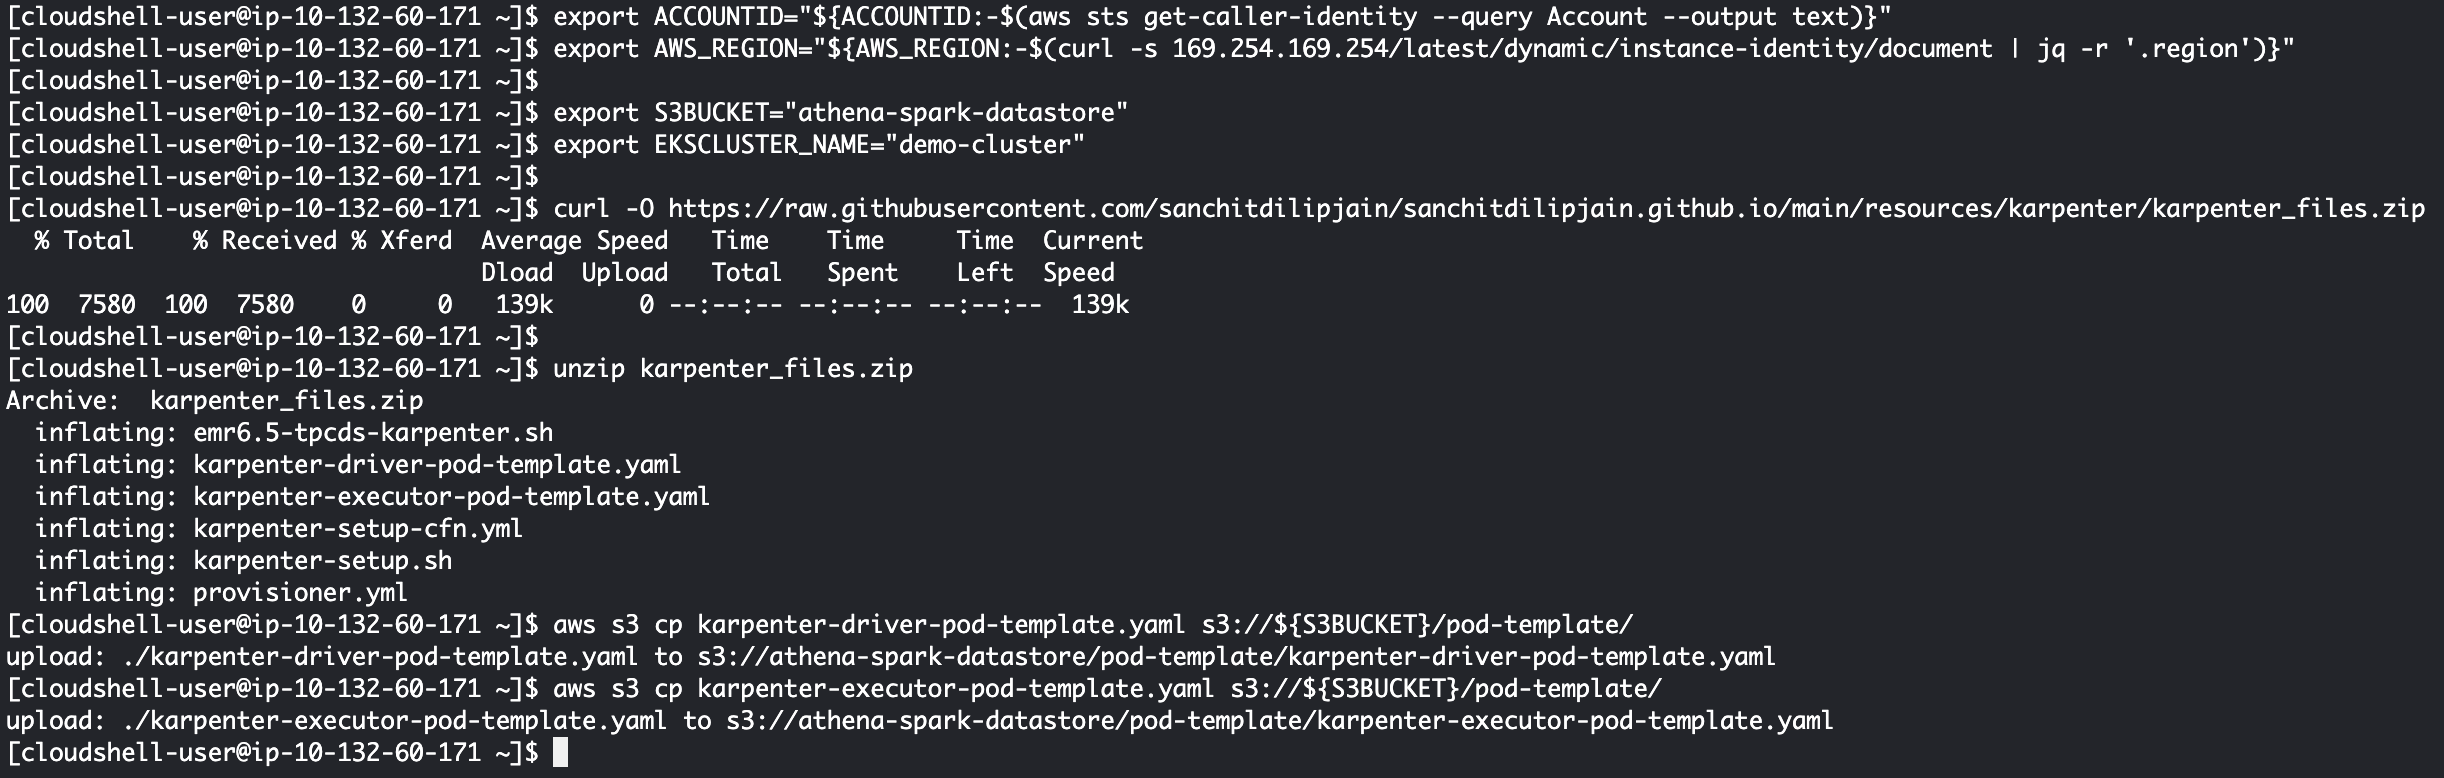 [cloudshell-user@ip-10-132-60-171 ~]$ export ACCOUNTID="${ACCOUNTID:-$(aws sts get-caller-identity --query Account --output text)}"
[cloudshell-user@ip-10-132-60-171 ~]$ export AWS_REGION="${AWS_REGION:-$(curl -s 169.254.169.254/latest/dynamic/instance-identity/document | jq -r '.region')}"
[cloudshell-user@ip-10-132-60-171 ~]$
[cloudshell-user@ip-10-132-60-171 ~]$ export S3BUCKET="athena-spark-datastore"
[cloudshell-user@ip-10-132-60-171 ~]$ export EKSCLUSTER_NAME="demo-cluster"
[cloudshell-user@ip-10-132-60-171 ~]$
[cloudshell-user@ip-10-132-60-171 ~]$ curl -O https://raw.githubusercontent.com/sanchitdilipjain/sanchitdilipjain.github.io/main/resources/karpenter/karpenter_files.zip
  % Total    % Received % Xferd  Average Speed   Time    Time     Time  Current
                                 Dload  Upload   Total   Spent    Left  Speed
100  7580  100  7580    0     0   139k      0 --:--:-- --:--:-- --:--:--  139k
[cloudshell-user@ip-10-132-60-171 ~]$
[cloudshell-user@ip-10-132-60-171 ~]$ unzip karpenter_files.zip
Archive:  karpenter_files.zip
  inflating: emr6.5-tpcds-karpenter.sh
  inflating: karpenter-driver-pod-template.yaml
  inflating: karpenter-executor-pod-template.yaml
  inflating: karpenter-setup-cfn.yml
  inflating: karpenter-setup.sh
  inflating: provisioner.yml
[cloudshell-user@ip-10-132-60-171 ~]$ aws s3 cp karpenter-driver-pod-template.yaml s3://${S3BUCKET}/pod-template/
upload: ./karpenter-driver-pod-template.yaml to s3://athena-spark-datastore/pod-template/karpenter-driver-pod-template.yaml
[cloudshell-user@ip-10-132-60-171 ~]$ aws s3 cp karpenter-executor-pod-template.yaml s3://${S3BUCKET}/pod-template/
upload: ./karpenter-executor-pod-template.yaml to s3://athena-spark-datastore/pod-template/karpenter-executor-pod-template.yaml
[cloudshell-user@ip-10-132-60-171 ~]$